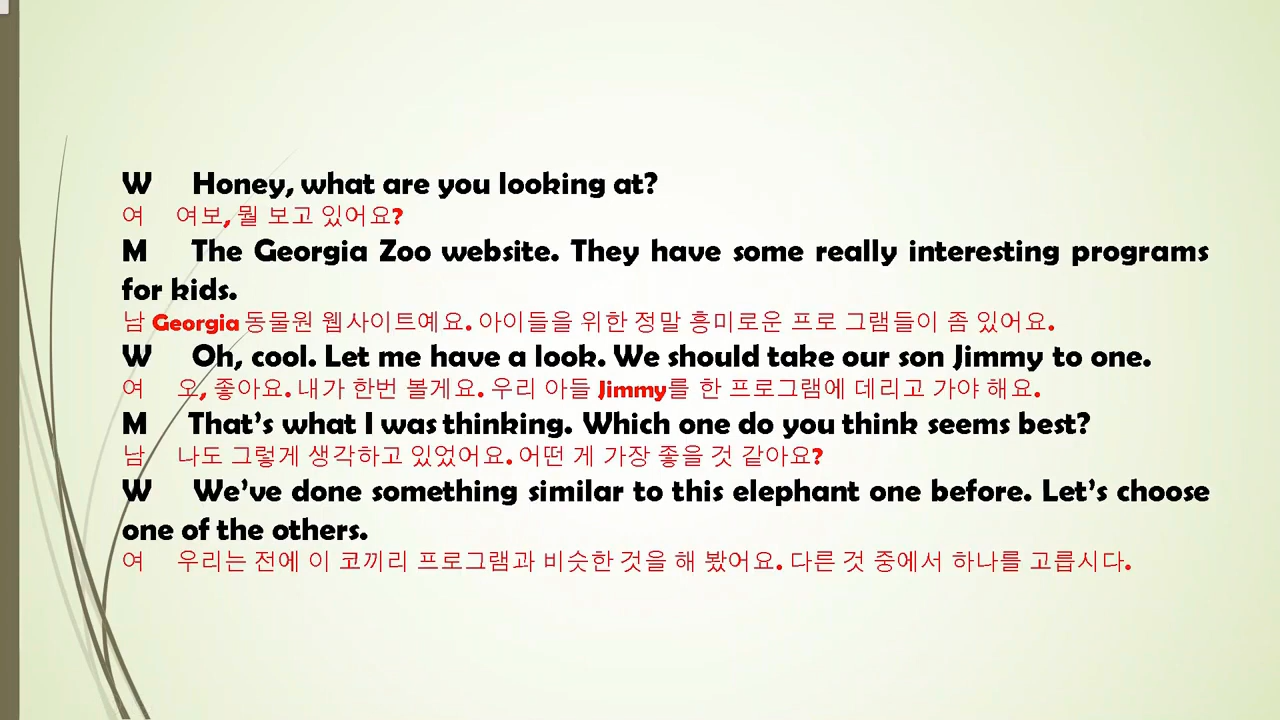 W Honey, what are you looking at?
여 여보, 뭘 보고 있어요?
M The Georgia Zoo website. They have some really interesting programs
for kids.
남 Georgia 동물원 웹사이트예요. 아이들을 위한 정말 흥미로운 프로 그램들이 좀 있어요.
W Oh, cool. Let me have a look. We should take our son Jimmy to one.
여 오, 좋아요. 내가 한번 볼게요. 우리 아들 Jimmy를 한 프로그램에 데리고 가야 해요.
M That’s what I was thinking. Which one do you think seems best?
남 나도 그렇게 생각하고 있었어요. 어떤 게 가장 좋을 것 같아요?
W We’ve done something similar to this elephant one before. Let’s choose
one of the others.
여 우리는 전에 이 코끼리 프로그램과 비슷한 것을 해 봤어요. 다른 것 중에서 하나를 고릅시다.